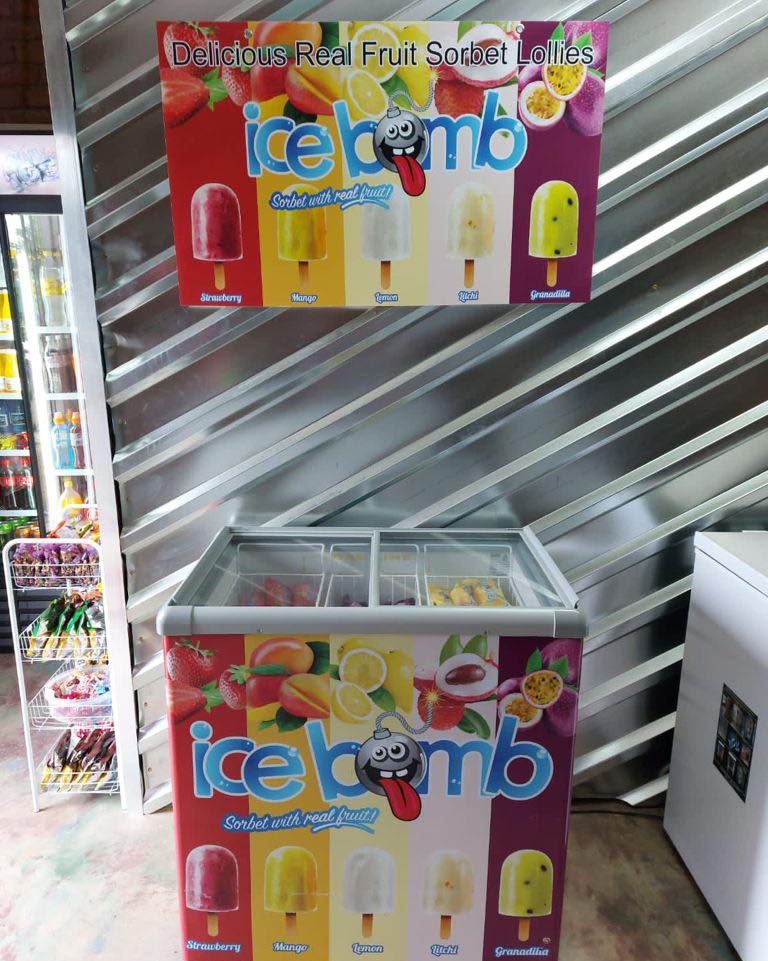 Delicious Real Fruit Sorbet Lollies
ice bomb
Sorbet with real fruit!
Strawberry Mango Lemon Litchi Granadilla
ice bomb
Sorbet with real fruit!
Strawberry Mango Lemon Litchi Granadilla